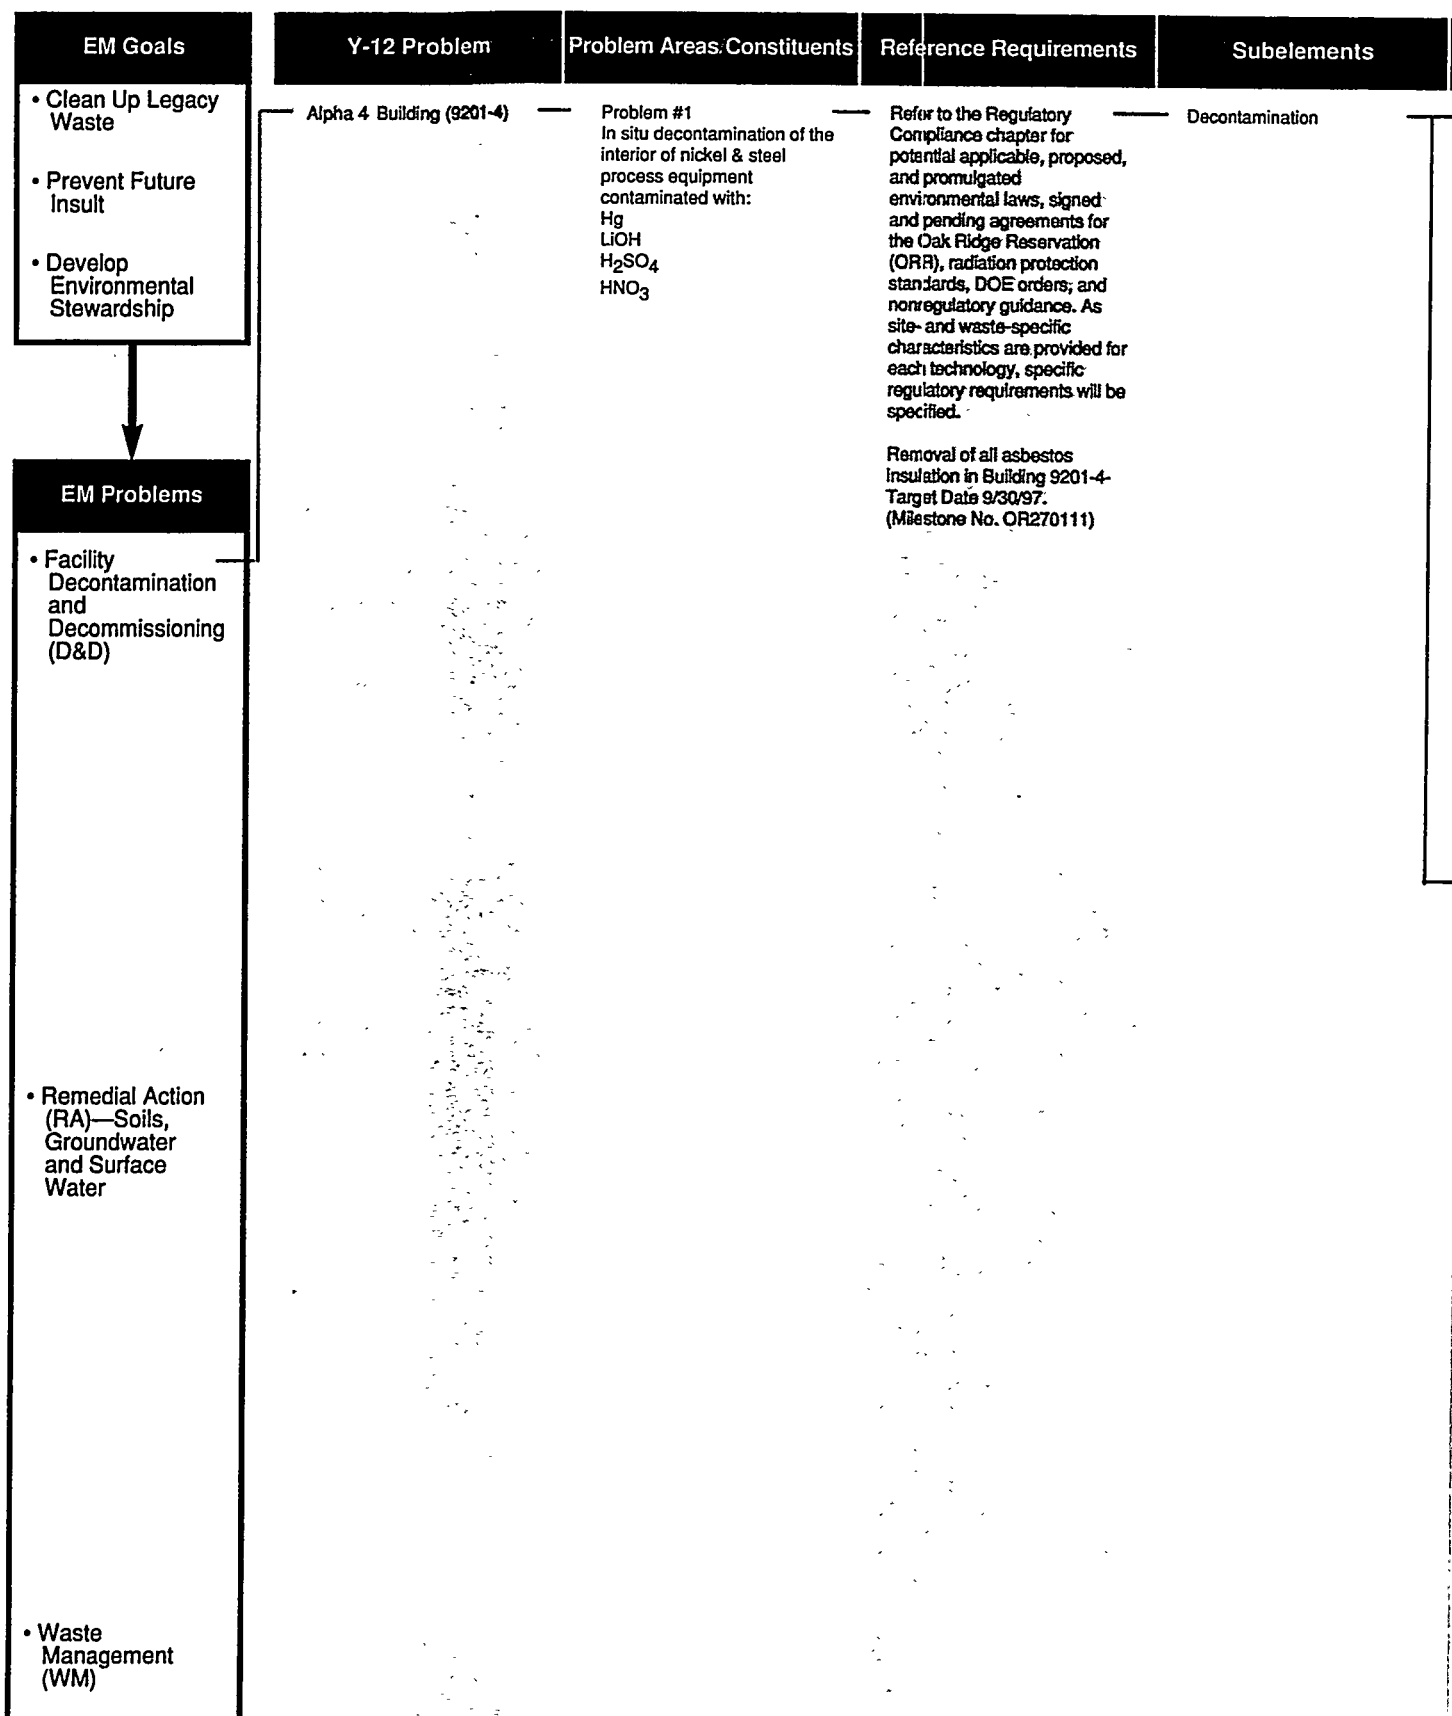 EM Goals
• Clean Up Legacy
Waste
• Prevent Future
Insult
• Develop
Environmental
Stewardship
EM Problems
• Facility
Decontamination
and
Decommissioning
(D&D)
• Remedial Action
(RA)—Soils,
Groundwater
and Surface
Water
• Waste
Management
(WM)
Y-12 Problem
Alpha 4 Building (9201-4)
Problem Areas/Constituents
Problem #1
In situ decontamination of the
interior of nickel & steel
process equipment
contaminated with:
Hg
LiOH
H2SO4
HNO3
Reference Requirements
Refer to the Regulatory
Compliance chapter for
potential applicable, proposed,
and promulgated
environmental laws, signed
and pending agreements for
the Oak Ridge Reservation
(ORR), radiation protection
standards, DOE orders, and
nonregulatory guidance. As
site- and waste-specific
characteristics are provided for
each technology, specific
regulatory requirements will be
specified.
Removal of all asbestos
Insulation in Building 9201-4-
Target Date 9/30/97.
(Milestone No. OR270111)
Subelements
Decontamination